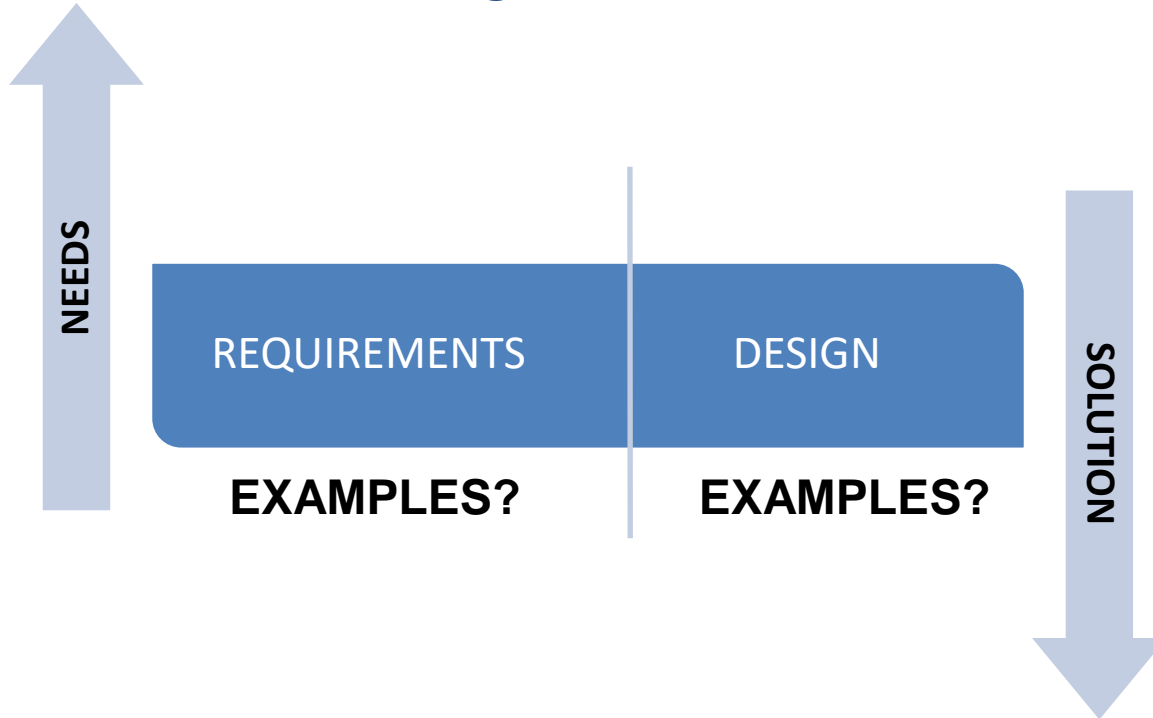 NEEDS
REQUIREMENTS
DESIGN
SOLUTION
EXAMPLES?
EXAMPLES?